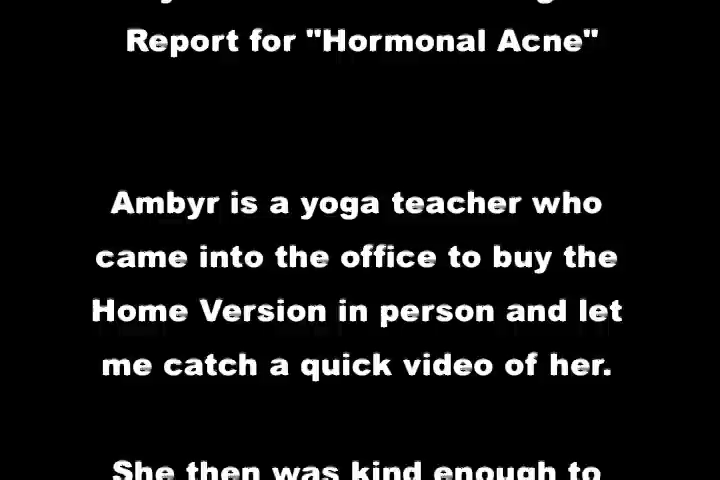 Report for "Hormonal Acne"
Ambyr is a yoga teacher who
came into the office to buy the
Home Version in person and let
me catch a quick video of her.
She then was kind enough to